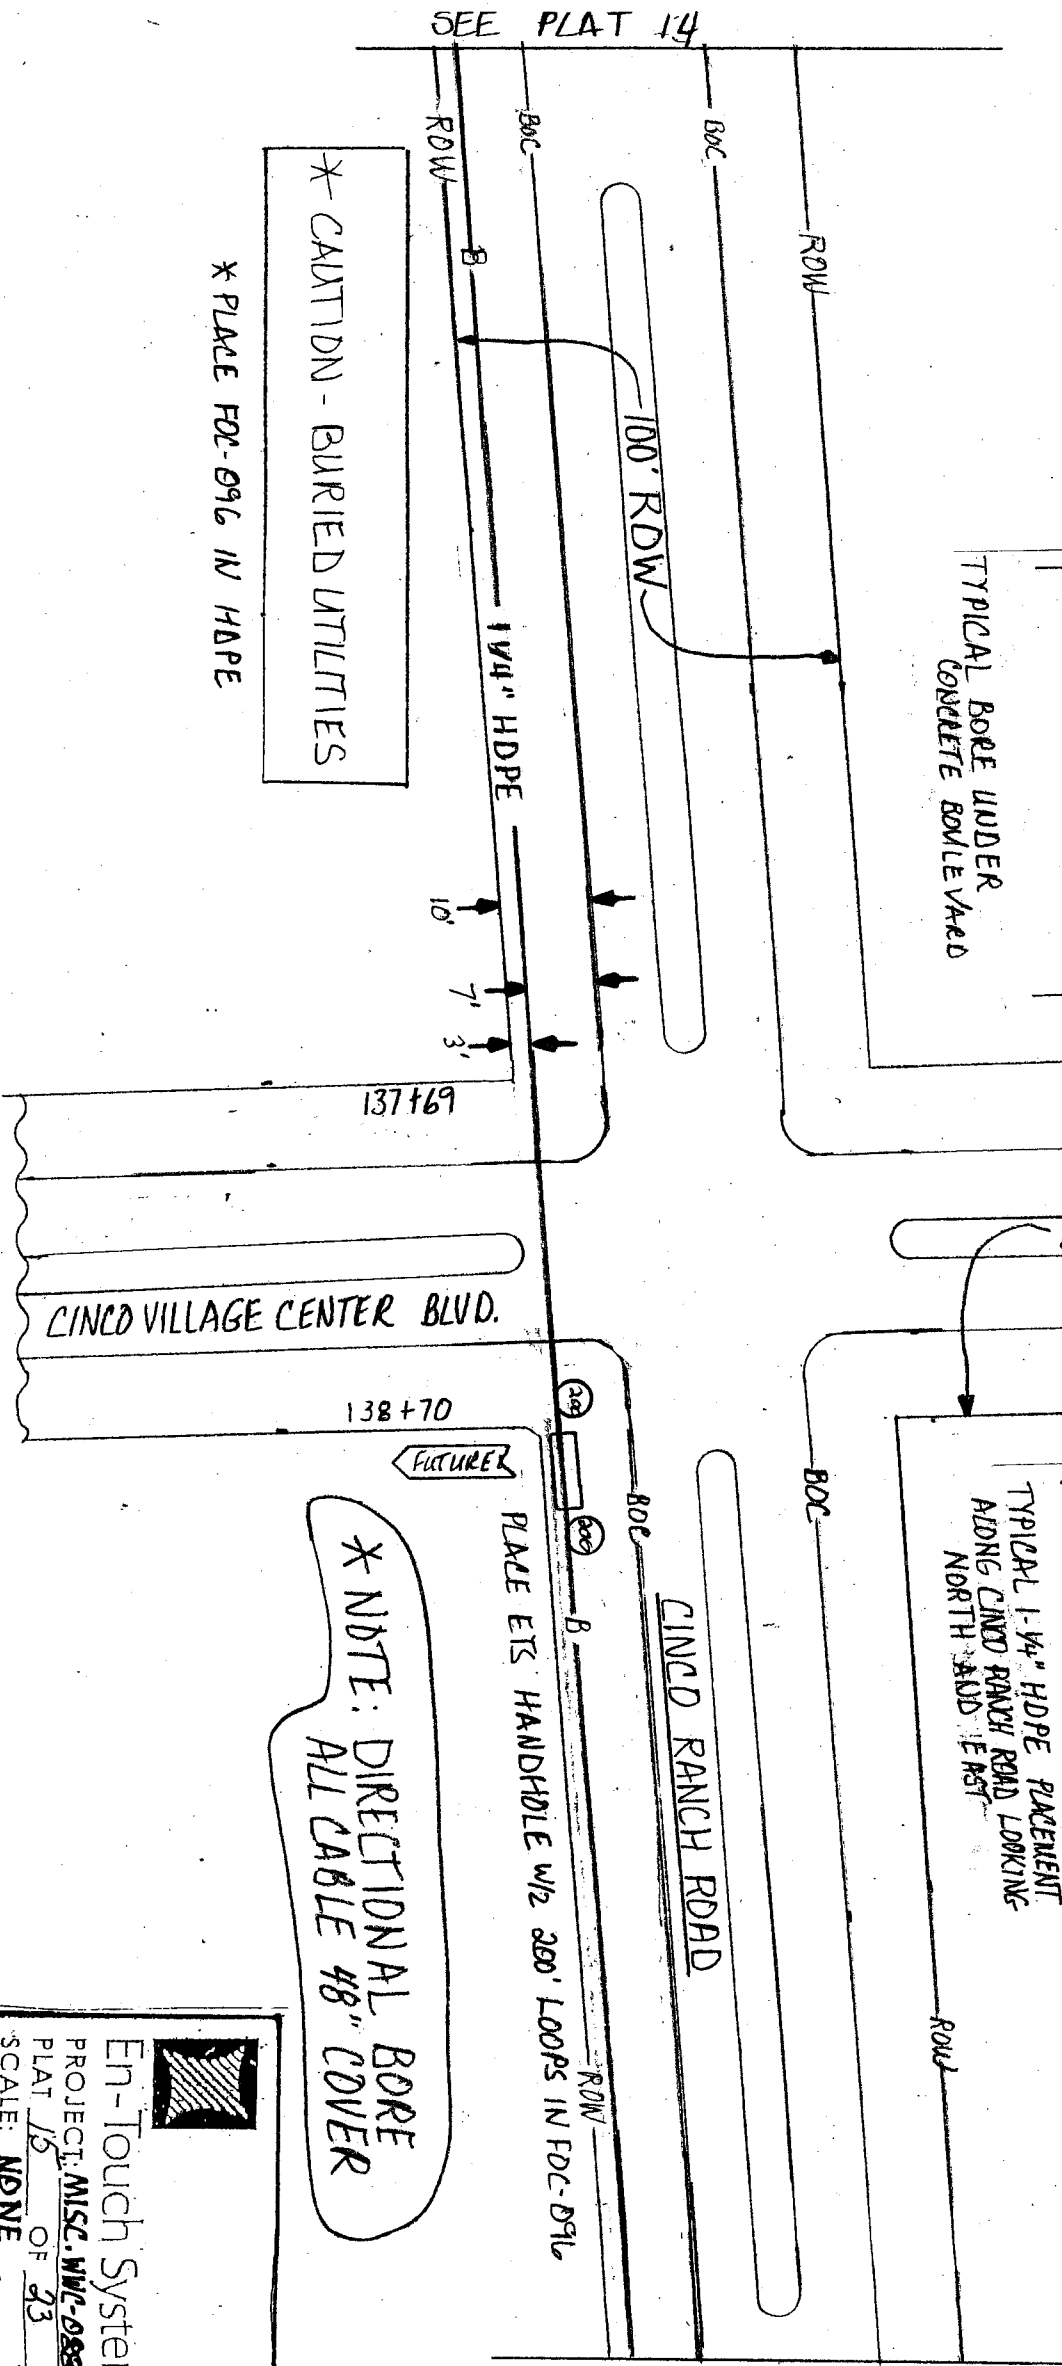 SEE PLAT 14
ROW
BOC
BOC
ROW
B
100' ROW
1 1/4" HDPE
* CAUTION - BURIED UTILITIES
* PLACE FOC-096 IN HDPE
TYPICAL BORE UNDER
CONCRETE BOULEVARD
10'
7'
3'
137+69
CINCO VILLAGE CENTER BLVD.
138+70
FUTURE
200
200
BOC
BOC
B
PLACE ETS HANDHOLE W/2 200' LOOPS IN FOC-096
CINCO RANCH ROAD
TYPICAL 1-1/4" HDPE PLACEMENT
ALONG CINCO RANCH ROAD LOOKING
NORTH AND EAST
ROW
ROW
* NOTE: DIRECTIONAL BORE
ALL CABLE 48" COVER
En-Touch System
PROJECT: MISC. WWC-
PLAT 15 OF 23
SCALE: NONE